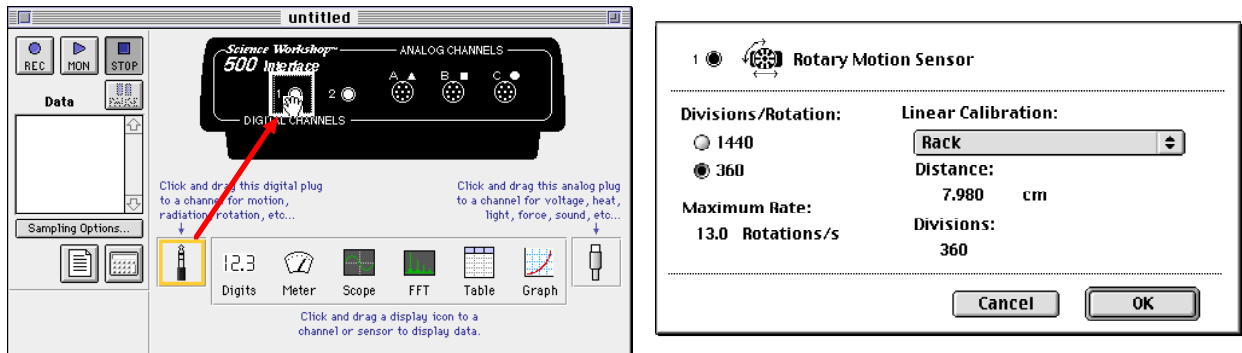 untitled
REC
MON
STOP
PAUSE
Data
Sampling Options...
Science Workshop™
500 Interface
ANALOG CHANNELS
A
B
C
1
2
DIGITAL CHANNELS
Click and drag this digital plug
to a channel for motion,
radiation, rotation, etc...
Click and drag this analog plug
to a channel for voltage, heat,
light, force, sound, etc...
12.3
Digits
Meter
Scope
FFT
Table
Graph
Click and drag a display icon to a
channel or sensor to display data.
1
Rotary Motion Sensor
Divisions/Rotation:
1440
360
Maximum Rate:
13.0 Rotations/s
Linear Calibration:
Rack
Distance:
7.980 cm
Divisions:
360
Cancel
OK